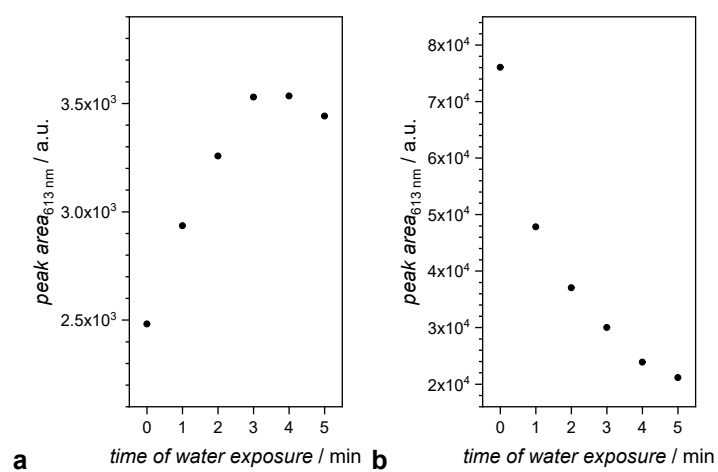 peak area613 nm / a.u.
3.5x10³
3.0x10³
2.5x10³
0 1 2 3 4 5
time of water exposure / min
a
peak area613 nm / a.u.
8x10⁴
7x10⁴
6x10⁴
5x10⁴
4x10⁴
3x10⁴
2x10⁴
0 1 2 3 4 5
time of water exposure / min
b